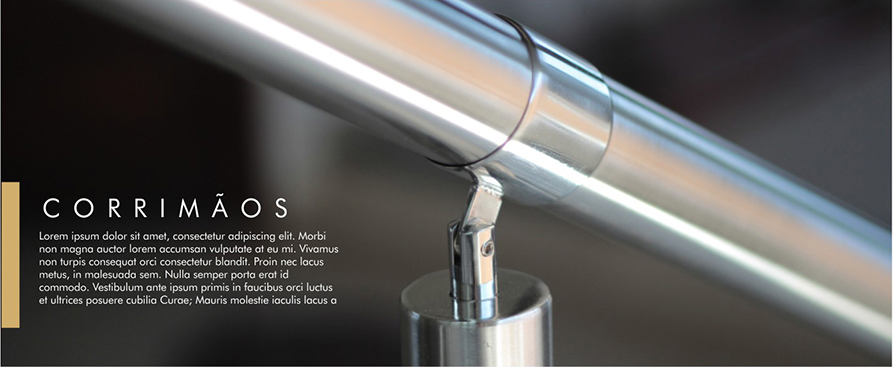 CORRIMÃOS
Lorem ipsum dolor sit amet, consectetur adipiscing elit. Morbi
non magna auctor lorem accumsan vulputate at eu mi. Vivamus
non turpis consequat orci consectetur blandit. Proin nec lacus
metus, in malesuada sem. Nulla semper porta erat id
commodo. Vestibulum ante ipsum primis in faucibus orci luctus
et ultrices posuere cubilia Curae; Mauris molestie iaculis lacus a